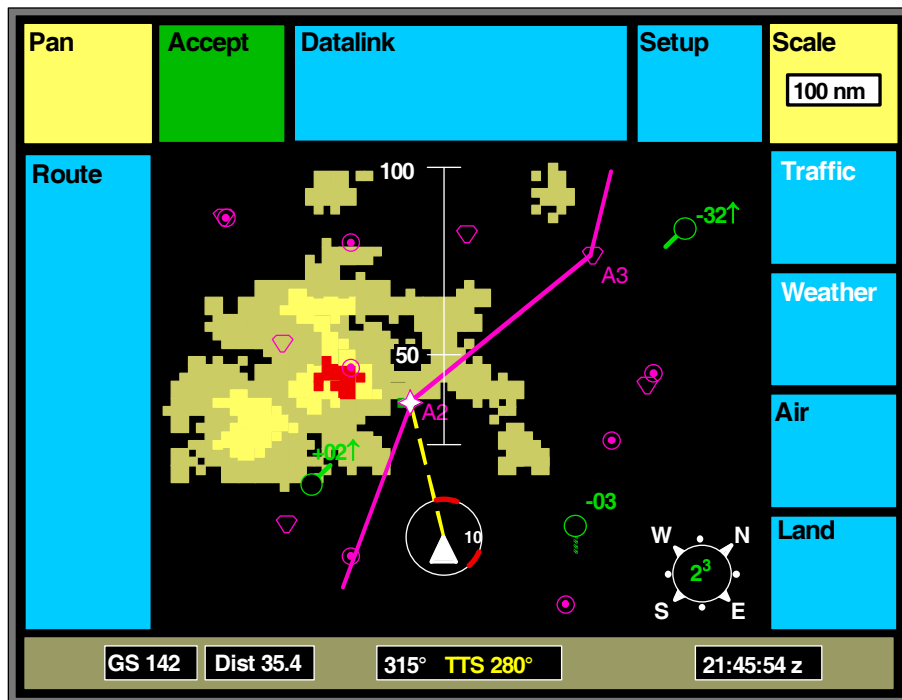 Pan
Accept
Datalink
Setup
Scale
100 nm
Route
Traffic
Weather
Air
Land
100
50
10
-32↑
A3
A2
+02↑
-03
W
N
2³
S
E
GS 142
Dist 35.4
315° TTS 280°
21:45:54 z